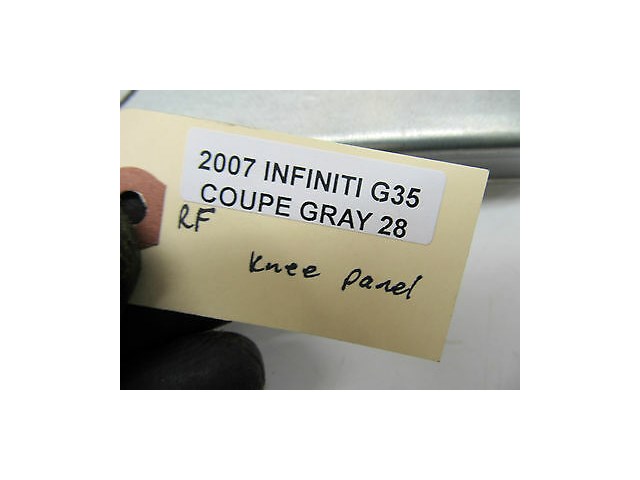 2007 INFINITI G35
COUPE GRAY 28
RF
knee panel